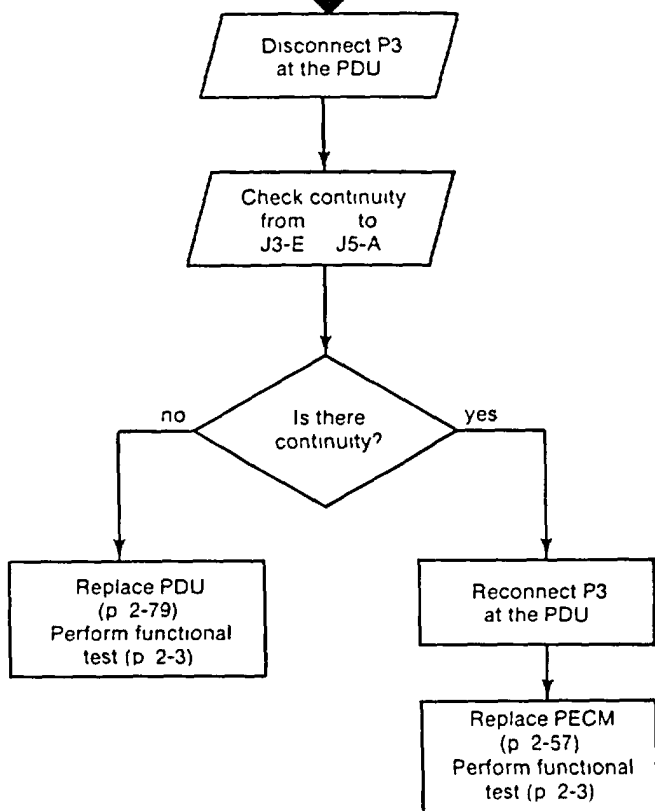 Disconnect P3
at the PDU
Check continuity
from to
J3-E J5-A
Is there
continuity?
no
yes
Replace PDU
(p 2-79)
Perform functional
test (p 2-3)
Reconnect P3
at the PDU
Replace PECM
(p 2-57)
Perform functional
test (p 2-3)